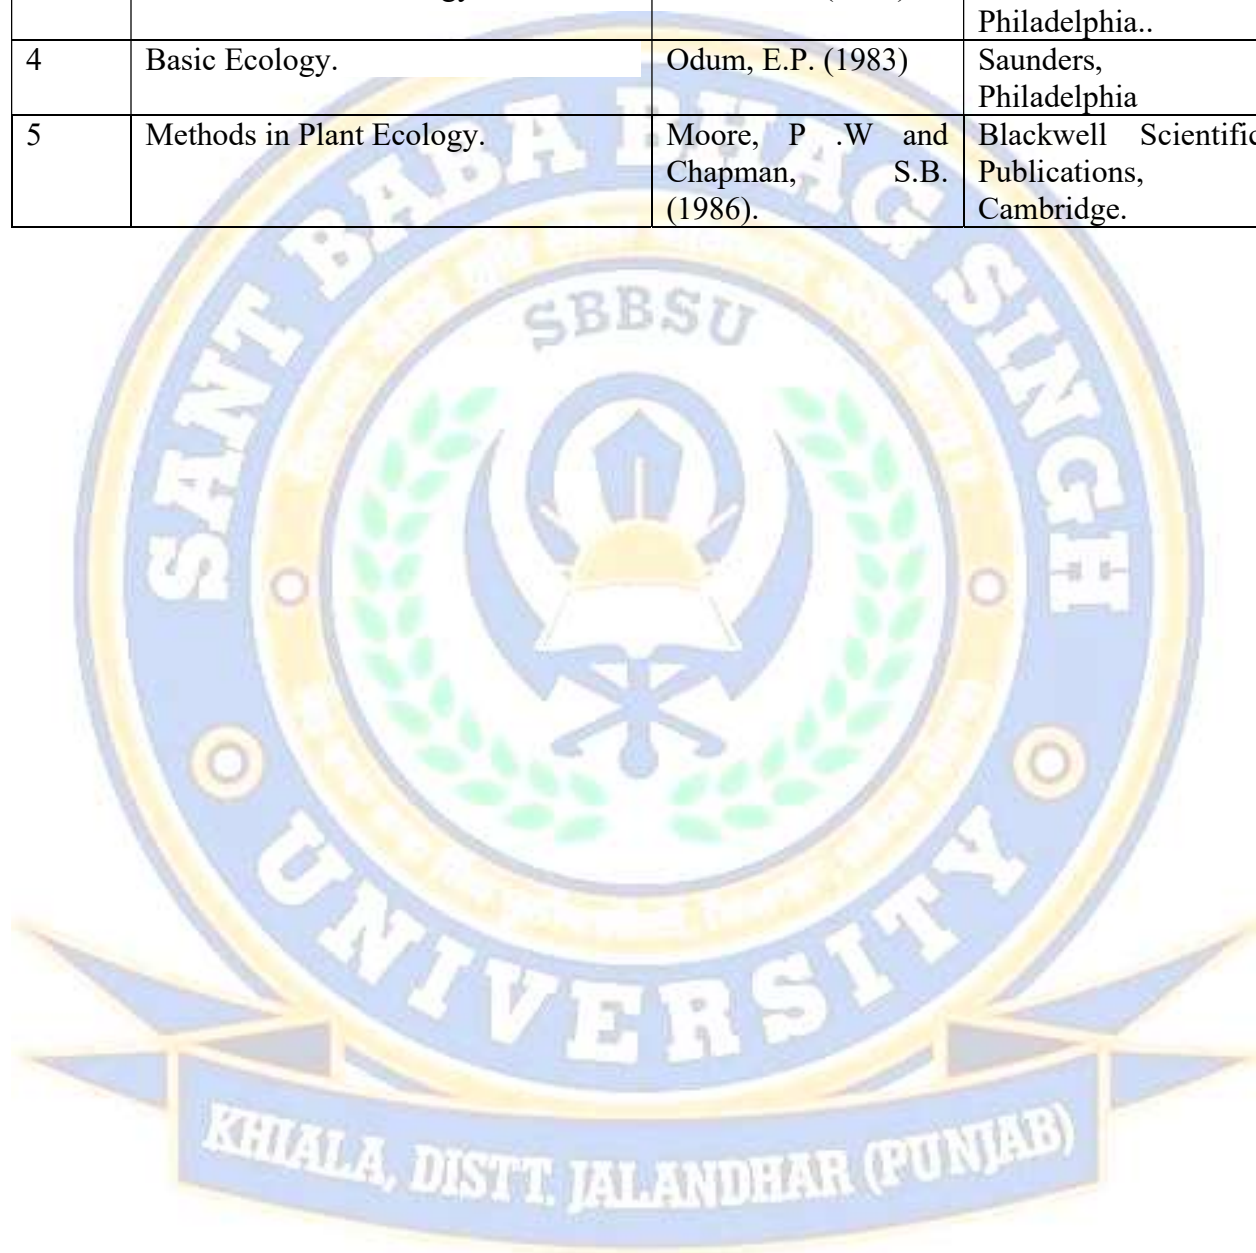 Philadelphia..
4 Basic Ecology. Odum, E.P. (1983) Saunders,
Philadelphia
5 Methods in Plant Ecology. Moore, P .W and Blackwell Scientific
Chapman, S.B. Publications,
(1986). Cambridge.
SANT BABA BHAG SINGH
SBBSU
UNIVERSITY
KHIALA, DISTT. JALANDHAR (PUNJAB)